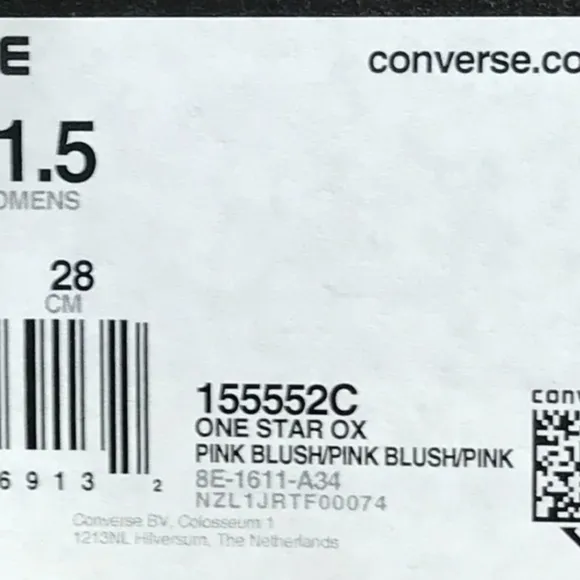 E
converse.co
1.5
OMENS
28
CM
6913 2
155552C
ONE STAR OX
PINK BLUSH/PINK BLUSH/PINK
8E-1611-A34
NZL1JRTF00074
conv
Converse BV, Colosseum 1
1213NL Hilversum, The Netherlands